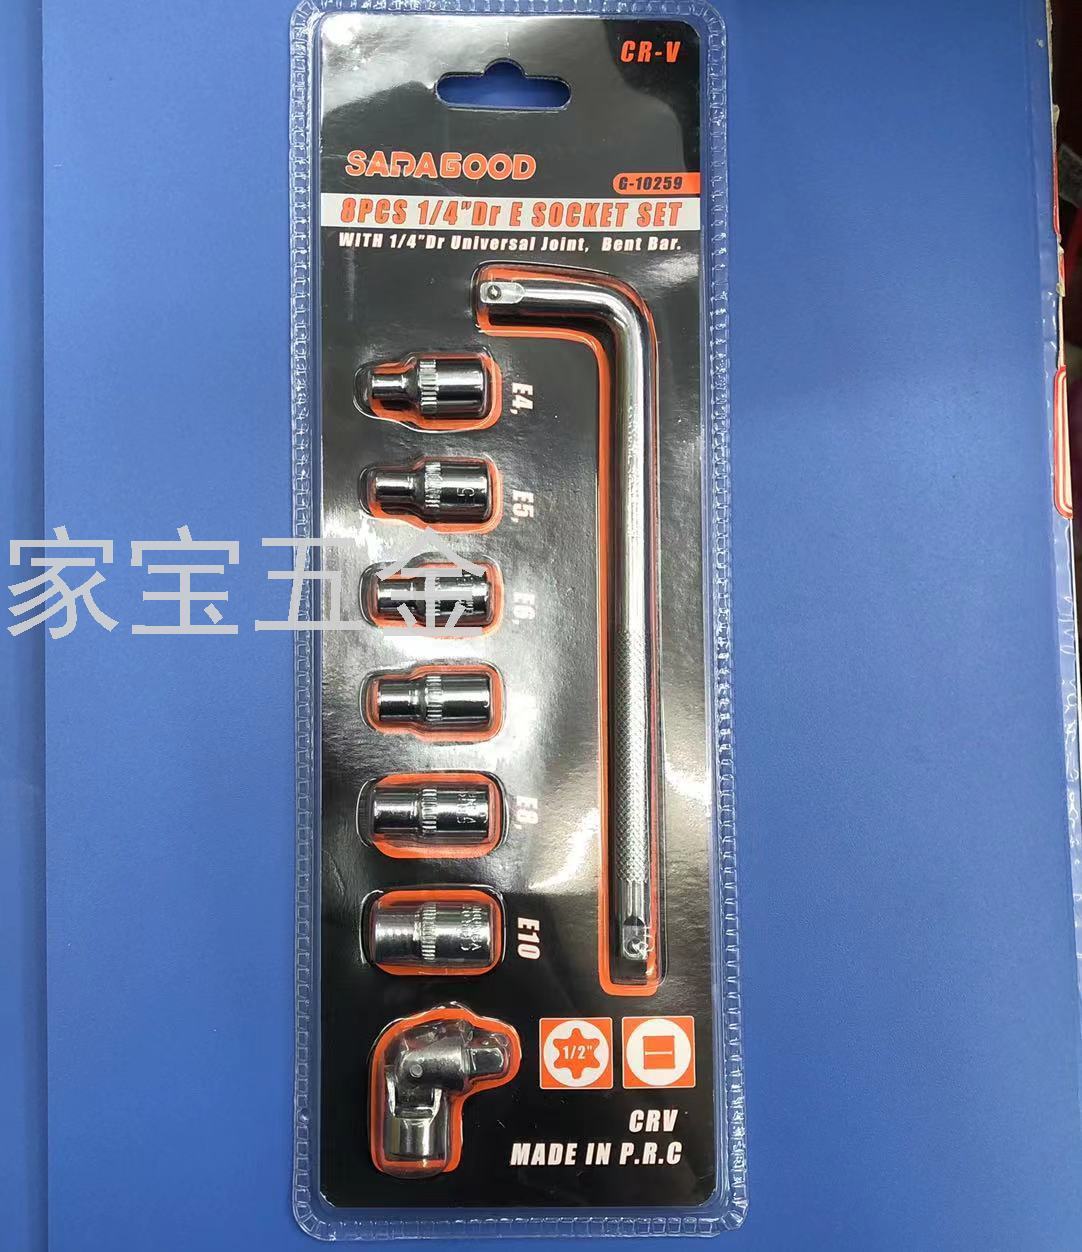 CR-V
SADAGOOD
G-10259
8PCS 1/4"Dr E SOCKET SET
WITH 1/4"Dr Universal Joint, Bent Bar.
E4,
E5,
家宝五金
E6,
E8,
E10
1/2"
CRV
MADE IN P.R.C